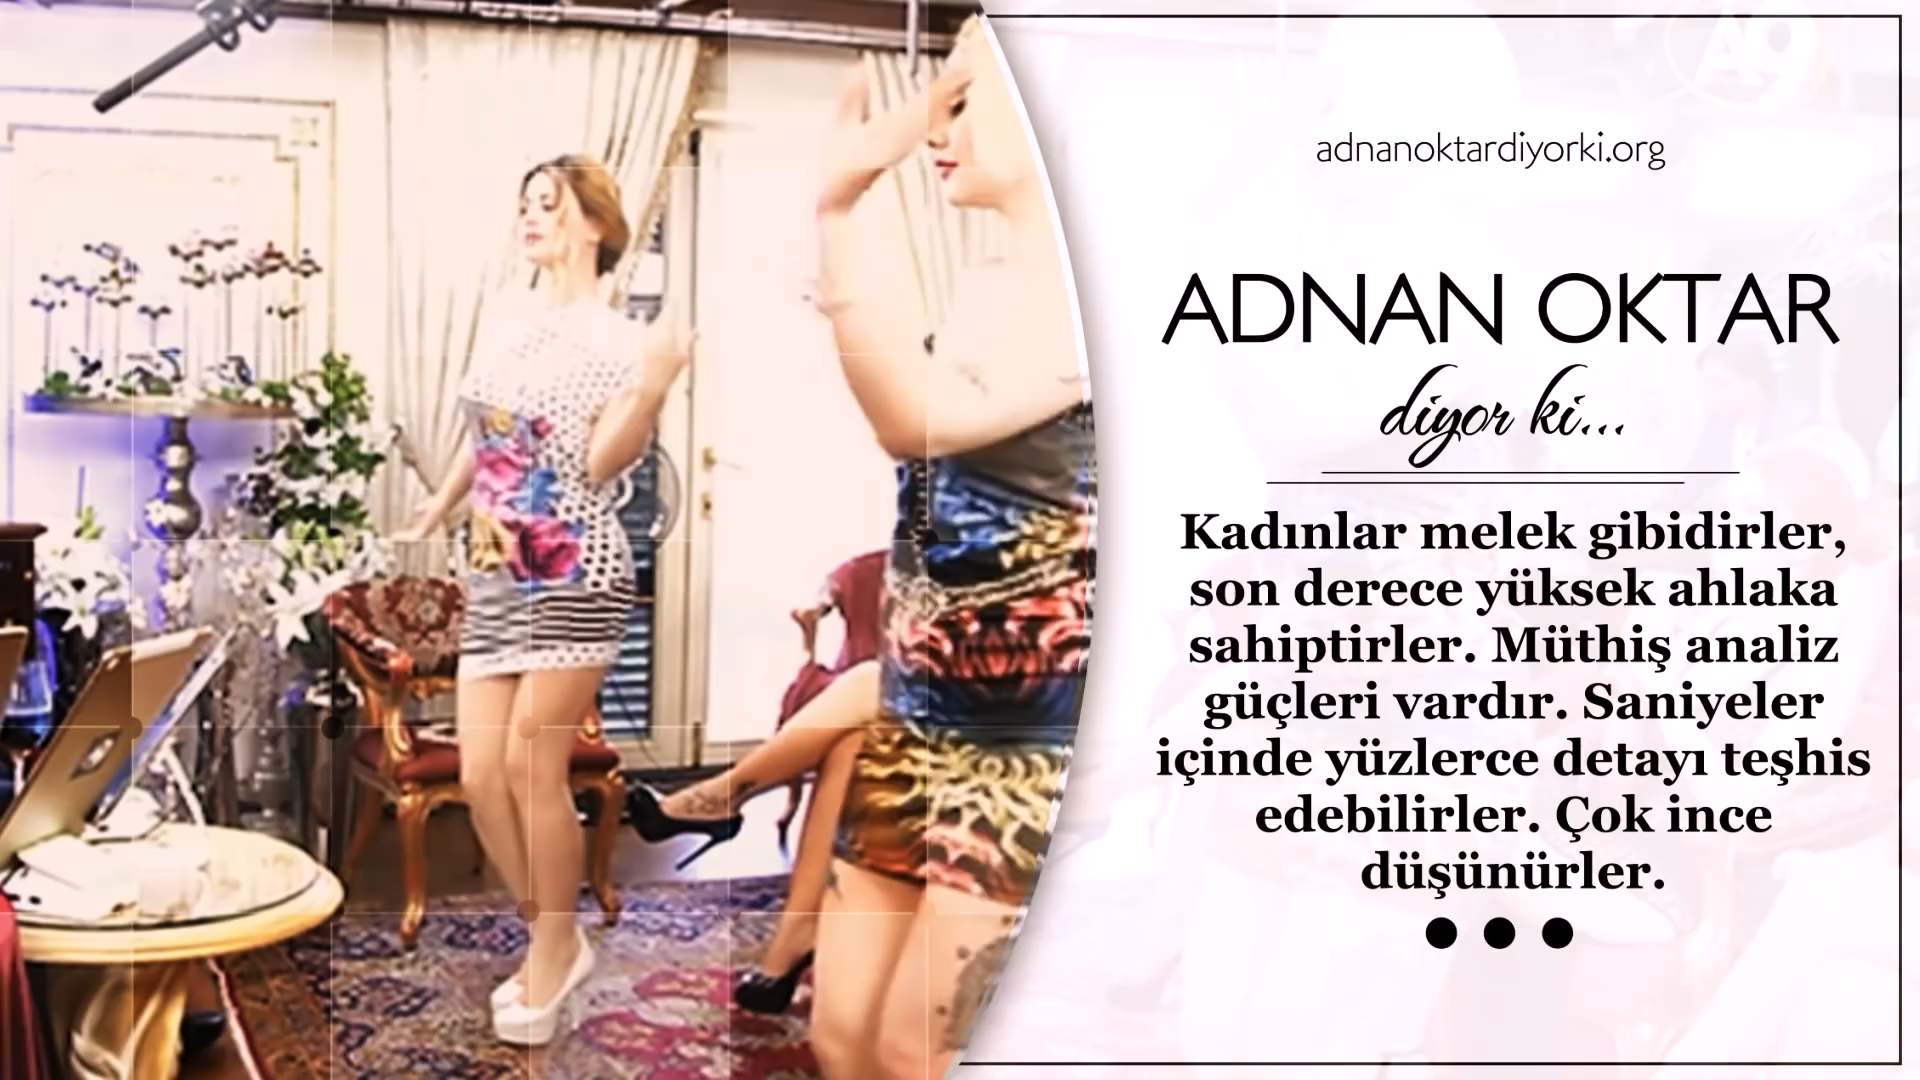 A9
adnanoktardiyorki.org
ADNAN OKTAR
diyor ki...
Kadınlar melek gibidirler,
son derece yüksek ahlaka
sahiptirler. Müthiş analiz
güçleri vardır. Saniyeler
içinde yüzlerce detayı teşhis
edebilirler. Çok ince
düşünürler.